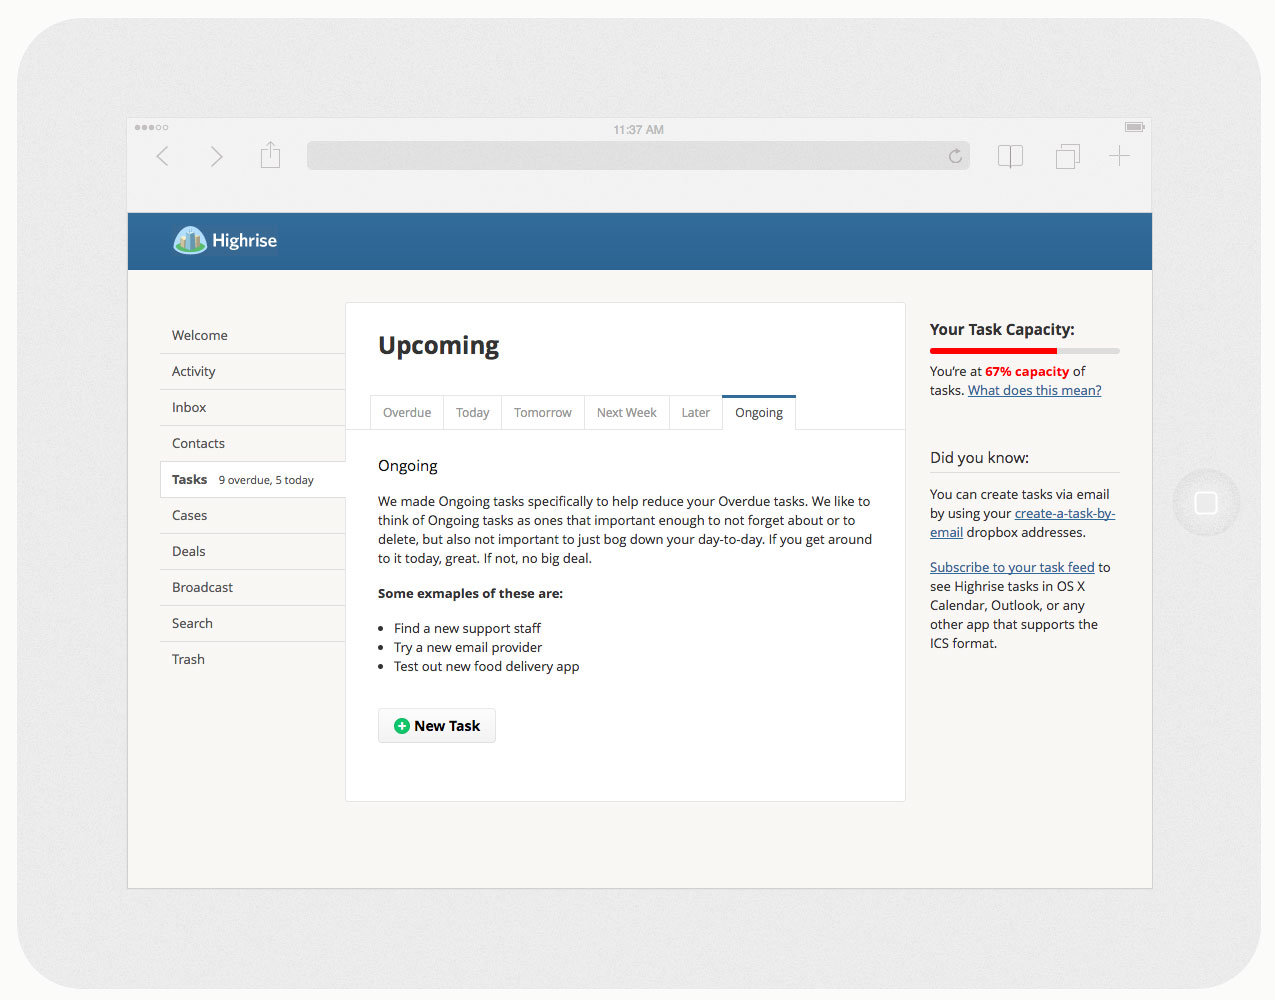 11:37 AM
Highrise
Welcome
Activity
Inbox
Contacts
Tasks 9 overdue, 5 today
Cases
Deals
Broadcast
Search
Trash
Upcoming
Overdue Today Tomorrow Next Week Later Ongoing
Ongoing
We made Ongoing tasks specifically to help reduce your Overdue tasks. We like to
think of Ongoing tasks as ones that important enough to not forget about or to
delete, but also not important to just bog down your day-to-day. If you get around
to it today, great. If not, no big deal.
Some exmaples of these are:
• Find a new support staff
• Try a new email provider
• Test out new food delivery app
New Task
Your Task Capacity:
You're at 67% capacity of
tasks. What does this mean?
Did you know:
You can create tasks via email
by using your create-a-task-by-
email dropbox addresses.
Subscribe to your task feed to
see Highrise tasks in OS X
Calendar, Outlook, or any
other app that supports the
ICS format.